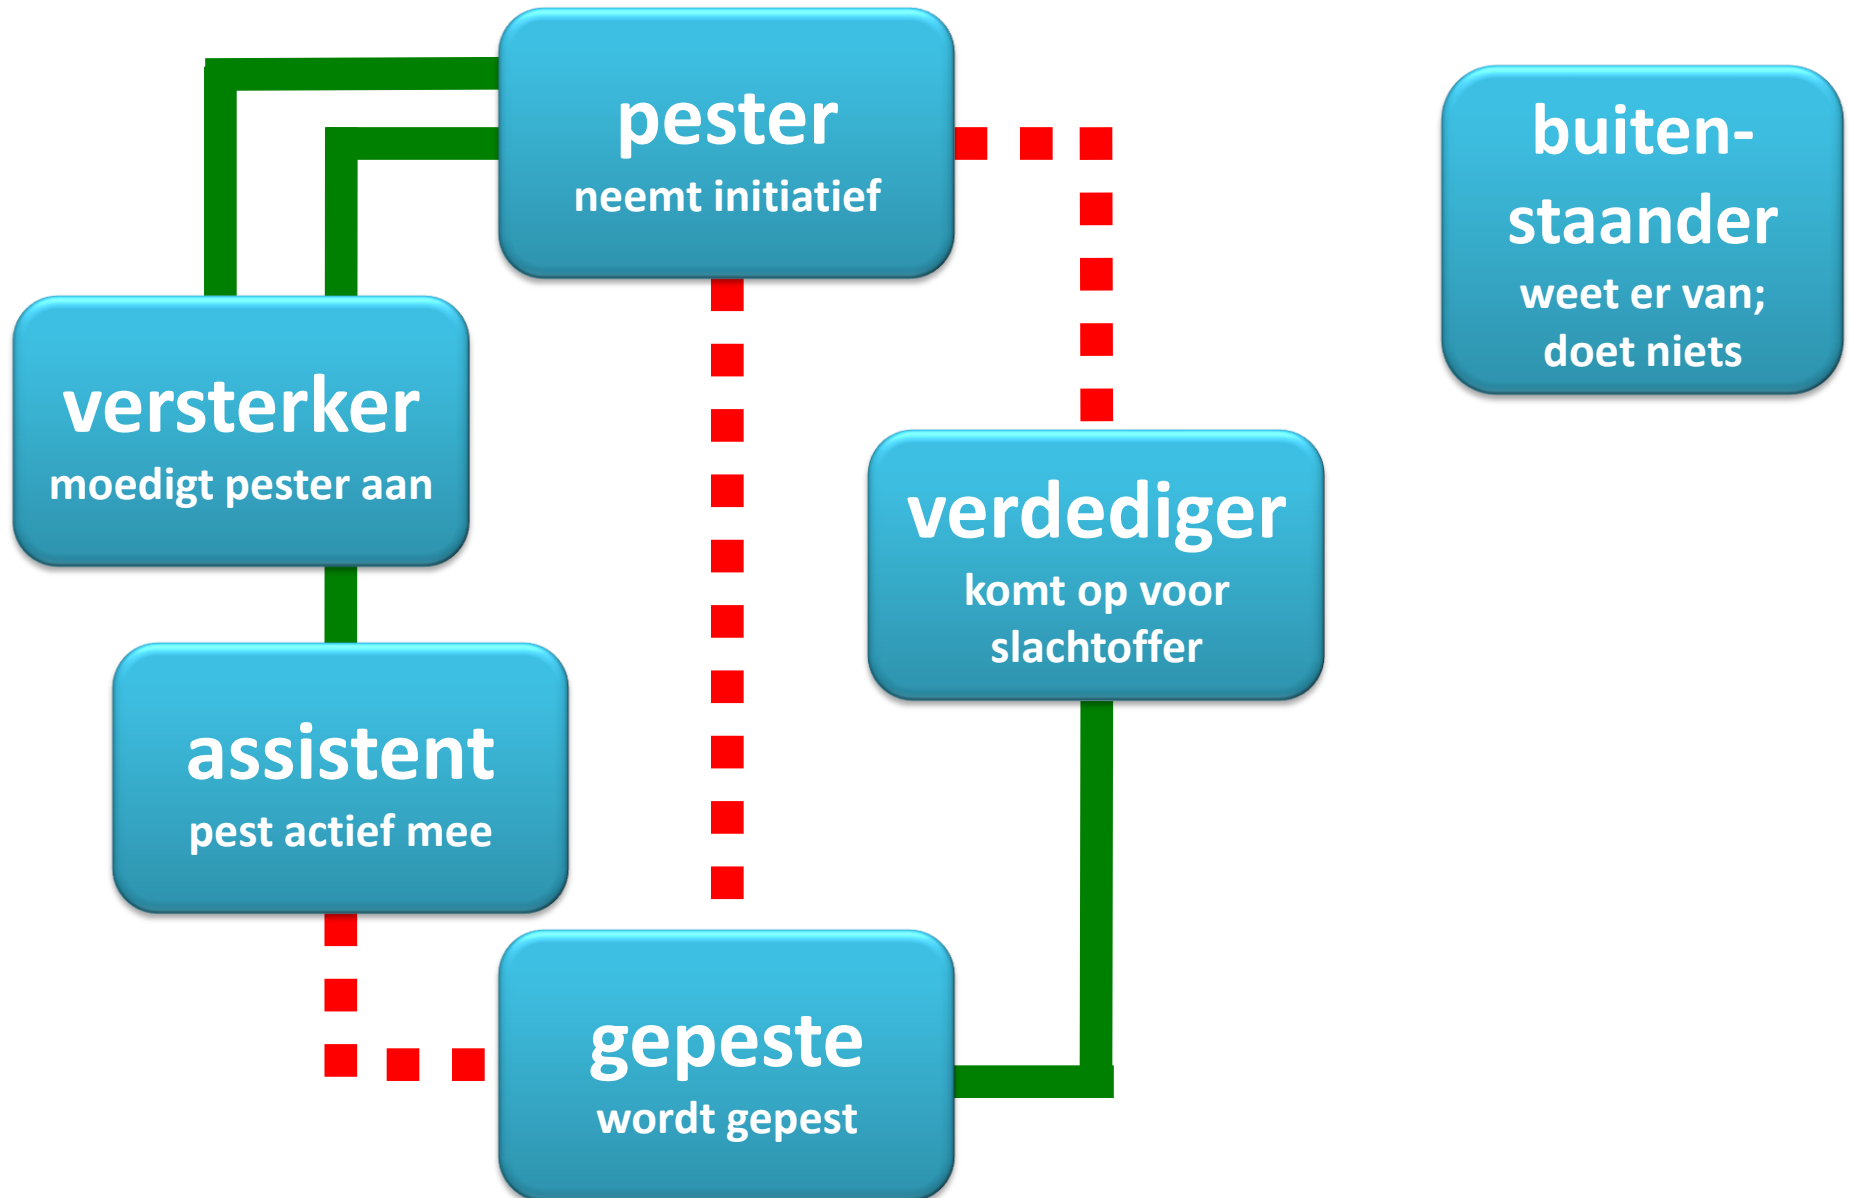 pester
neemt initiatief
buiten-
staander
weet er van;
doet niets
versterker
moedigt pester aan
verdediger
komt op voor
slachtoffer
assistent
pest actief mee
gepeste
wordt gepest